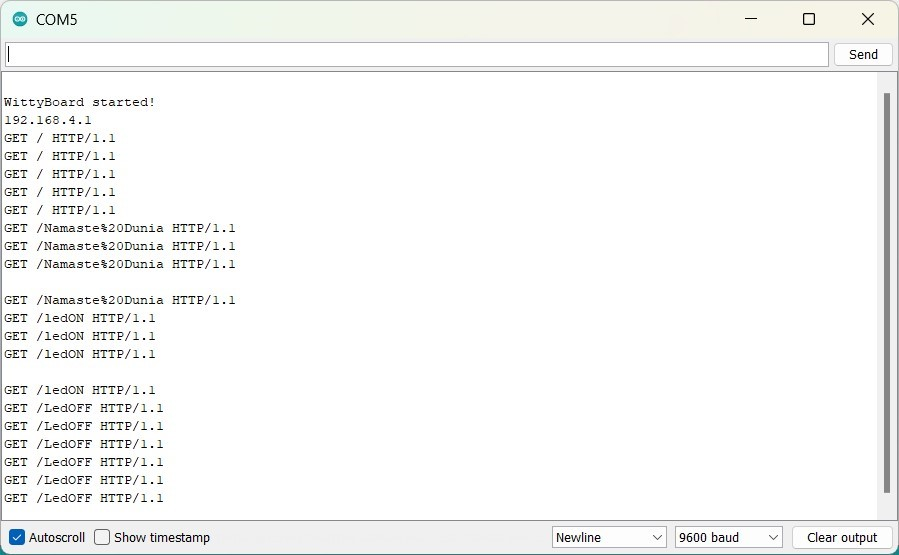 COM5
Send
WittyBoard started!
192.168.4.1
GET / HTTP/1.1
GET / HTTP/1.1
GET / HTTP/1.1
GET / HTTP/1.1
GET / HTTP/1.1
GET /Namaste%20Dunia HTTP/1.1
GET /Namaste%20Dunia HTTP/1.1
GET /Namaste%20Dunia HTTP/1.1
GET /Namaste%20Dunia HTTP/1.1
GET /ledON HTTP/1.1
GET /ledON HTTP/1.1
GET /ledON HTTP/1.1
GET /ledON HTTP/1.1
GET /LedOFF HTTP/1.1
GET /LedOFF HTTP/1.1
GET /LedOFF HTTP/1.1
GET /LedOFF HTTP/1.1
GET /LedOFF HTTP/1.1
GET /LedOFF HTTP/1.1
Autoscroll Show timestamp Newline 9600 baud Clear output